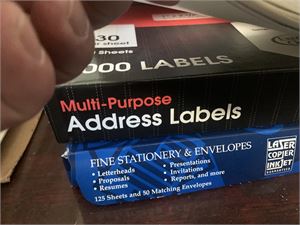 30
Sheets
000 LABELS
Multi-Purpose
Address Labels
FINE STATIONERY & ENVELOPES
• Letterheads
• Proposals
• Resumes
• Presentations
• Invitations
• Reports, and more
125 Sheets and 50 Matching Envelopes
LASER
COPIER
INKJET
GUARANTEED